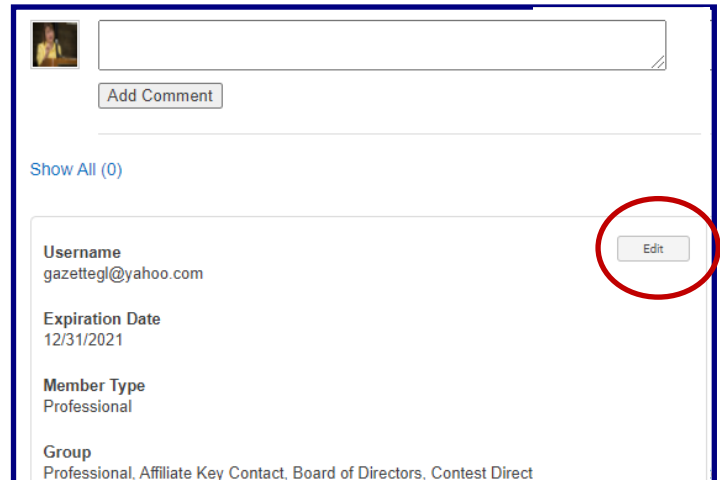 Add Comment
Show All (0)
Edit
Username
gazettegl@yahoo.com
Expiration Date
12/31/2021
Member Type
Professional
Group
Professional, Affiliate Key Contact, Board of Directors, Contest Direct